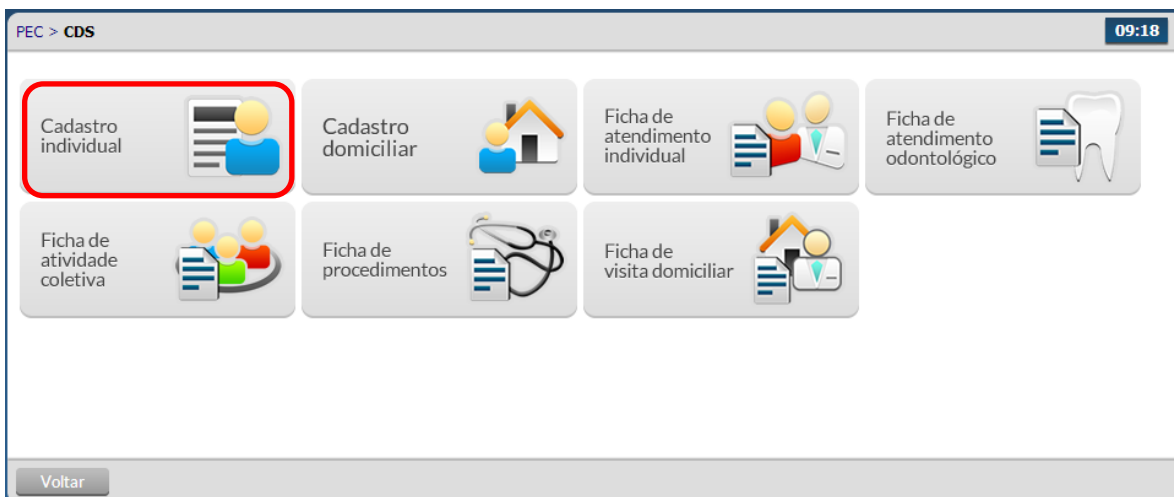 PEC > CDS
09:18
Cadastro
individual
Cadastro
domiciliar
Ficha de
atendimento
individual
Ficha de
atendimento
odontológico
Ficha de
atividade
coletiva
Ficha de
procedimentos
Ficha de
visita domiciliar
Voltar